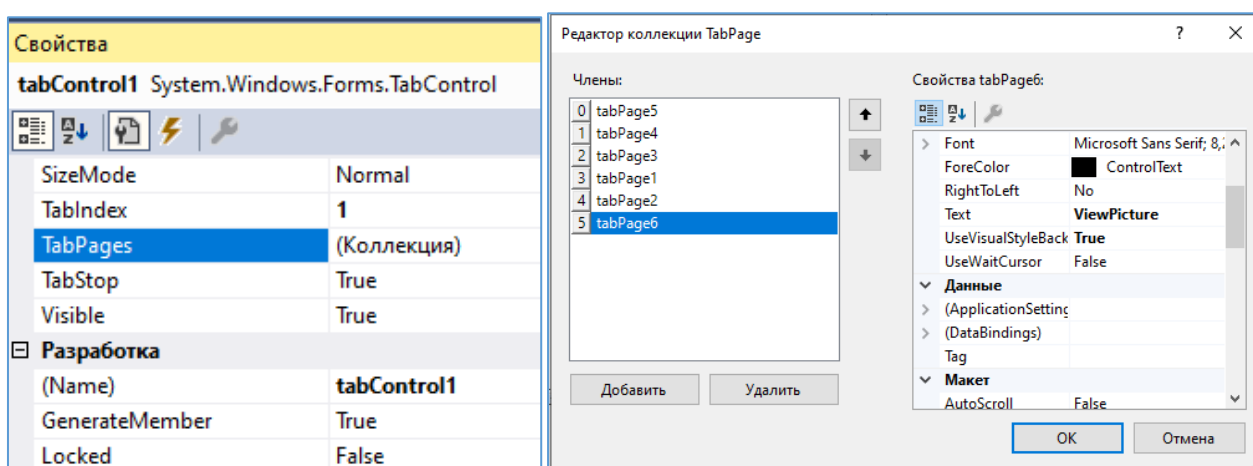 Свойства
tabControl1 System.Windows.Forms.TabControl
SizeMode Normal
TabIndex 1
TabPages (Коллекция)
TabStop True
Visible True
Разработка
(Name) tabControl1
GenerateMember True
Locked False
Редактор коллекции TabPage ?
Члены:
0 tabPage5
1 tabPage4
2 tabPage3
3 tabPage1
4 tabPage2
5 tabPage6
Добавить Удалить
Свойства tabPage6:
Font Microsoft Sans Serif; 8,2
ForeColor ControlText
RightToLeft No
Text ViewPicture
UseVisualStyleBack True
UseWaitCursor False
Данные
(ApplicationSetting
(DataBindings)
Tag
Макет
AutoScroll False
OK Отмена